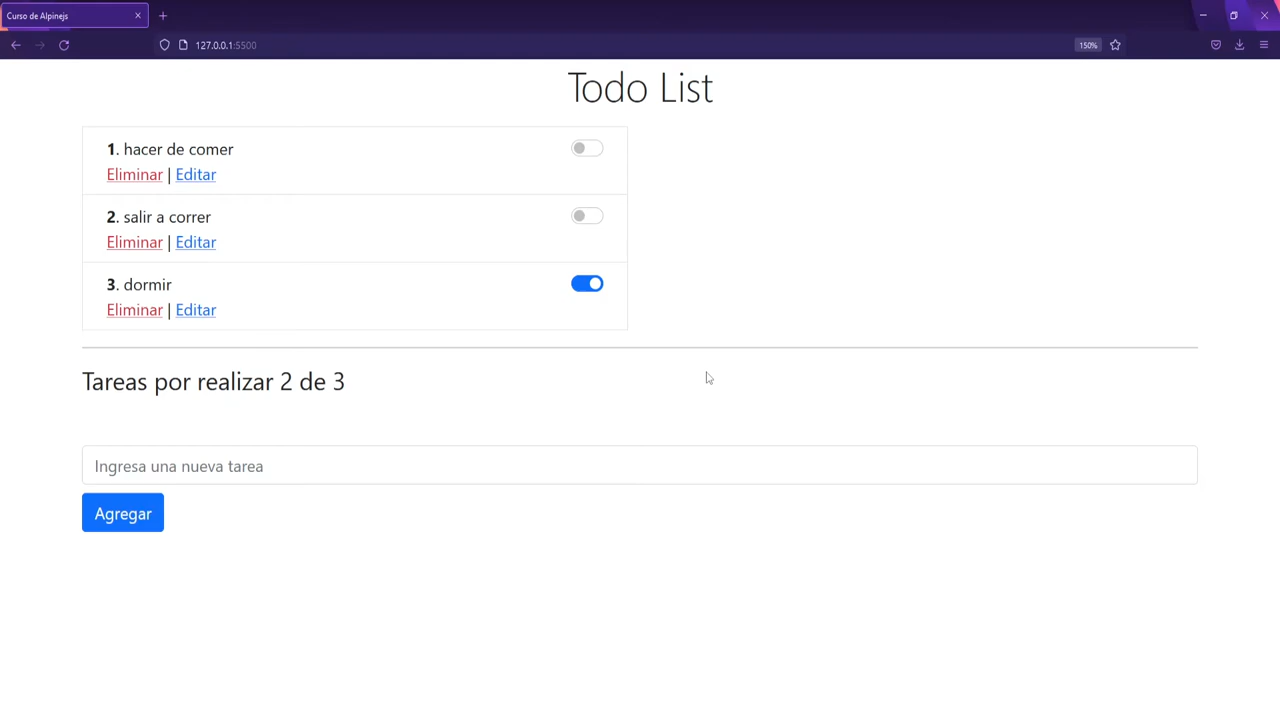 Curso de Alpinejs
127.0.0.1:5500
150%
Todo List
1. hacer de comer
Eliminar | Editar
2. salir a correr
Eliminar | Editar
3. dormir
Eliminar | Editar
Tareas por realizar 2 de 3
Ingresa una nueva tarea
Agregar